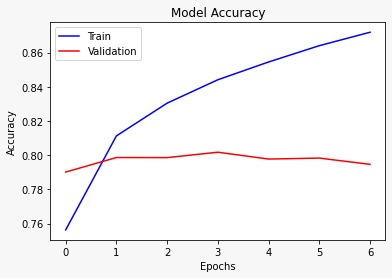 Model Accuracy
Train
Validation
Accuracy
0.86
0.84
0.82
0.80
0.78
0.76
0 1 2 3 4 5 6
Epochs